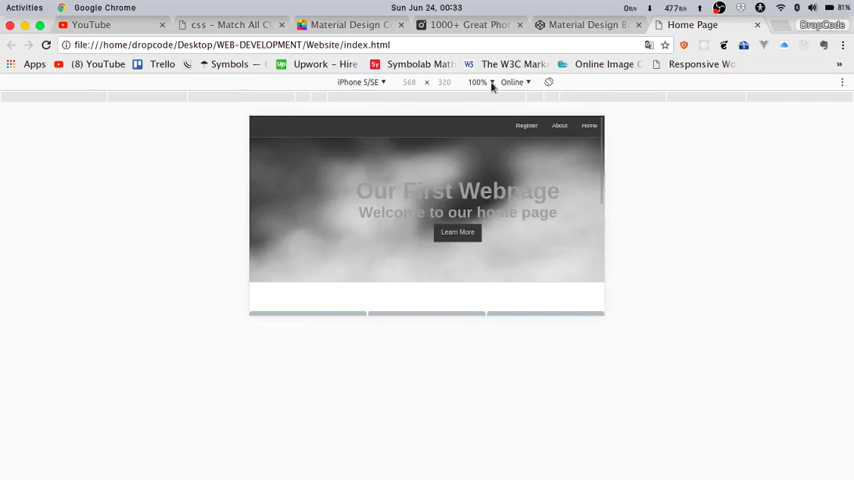 Activities Google Chrome Sun Jun 24, 00:33 81%
YouTube css - Match All C Material Design C 1000+ Great Phot Material Design B Home Page DropCode
file:///home/dropcode/Desktop/WEB-DEVELOPMENT/Website/index.html
Apps (8) YouTube Trello Symbols — Upwork - Hire Symbolab Mat The W3C Mark Online Image C Responsive Word
iPhone 5/SE 568 × 320 100% Online
Register About Home
Our First Webpage
Welcome to our home page
Learn More